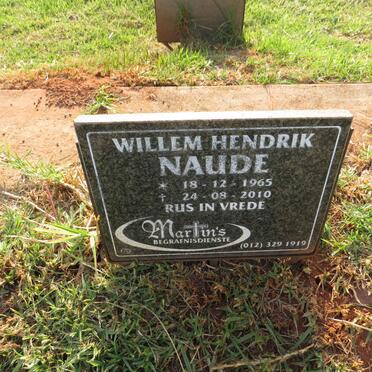 WILLEM HENDRIK
NAUDE
* 18 - 12 - 1965
† 24 - 08 - 2010
RUS IN VREDE
Martin's
BEGRAFNISDIENSTE
(012) 329 1919